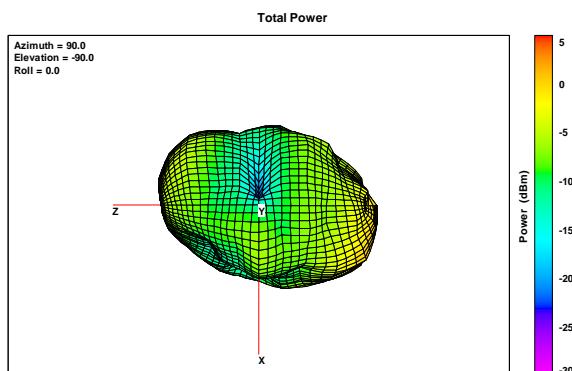 Total Power
Azimuth = 90.0
Elevation = -90.0
Roll = 0.0
Z
Y
X
5
0
-5
-10
-15
-20
-25
-30
Power (dBm)